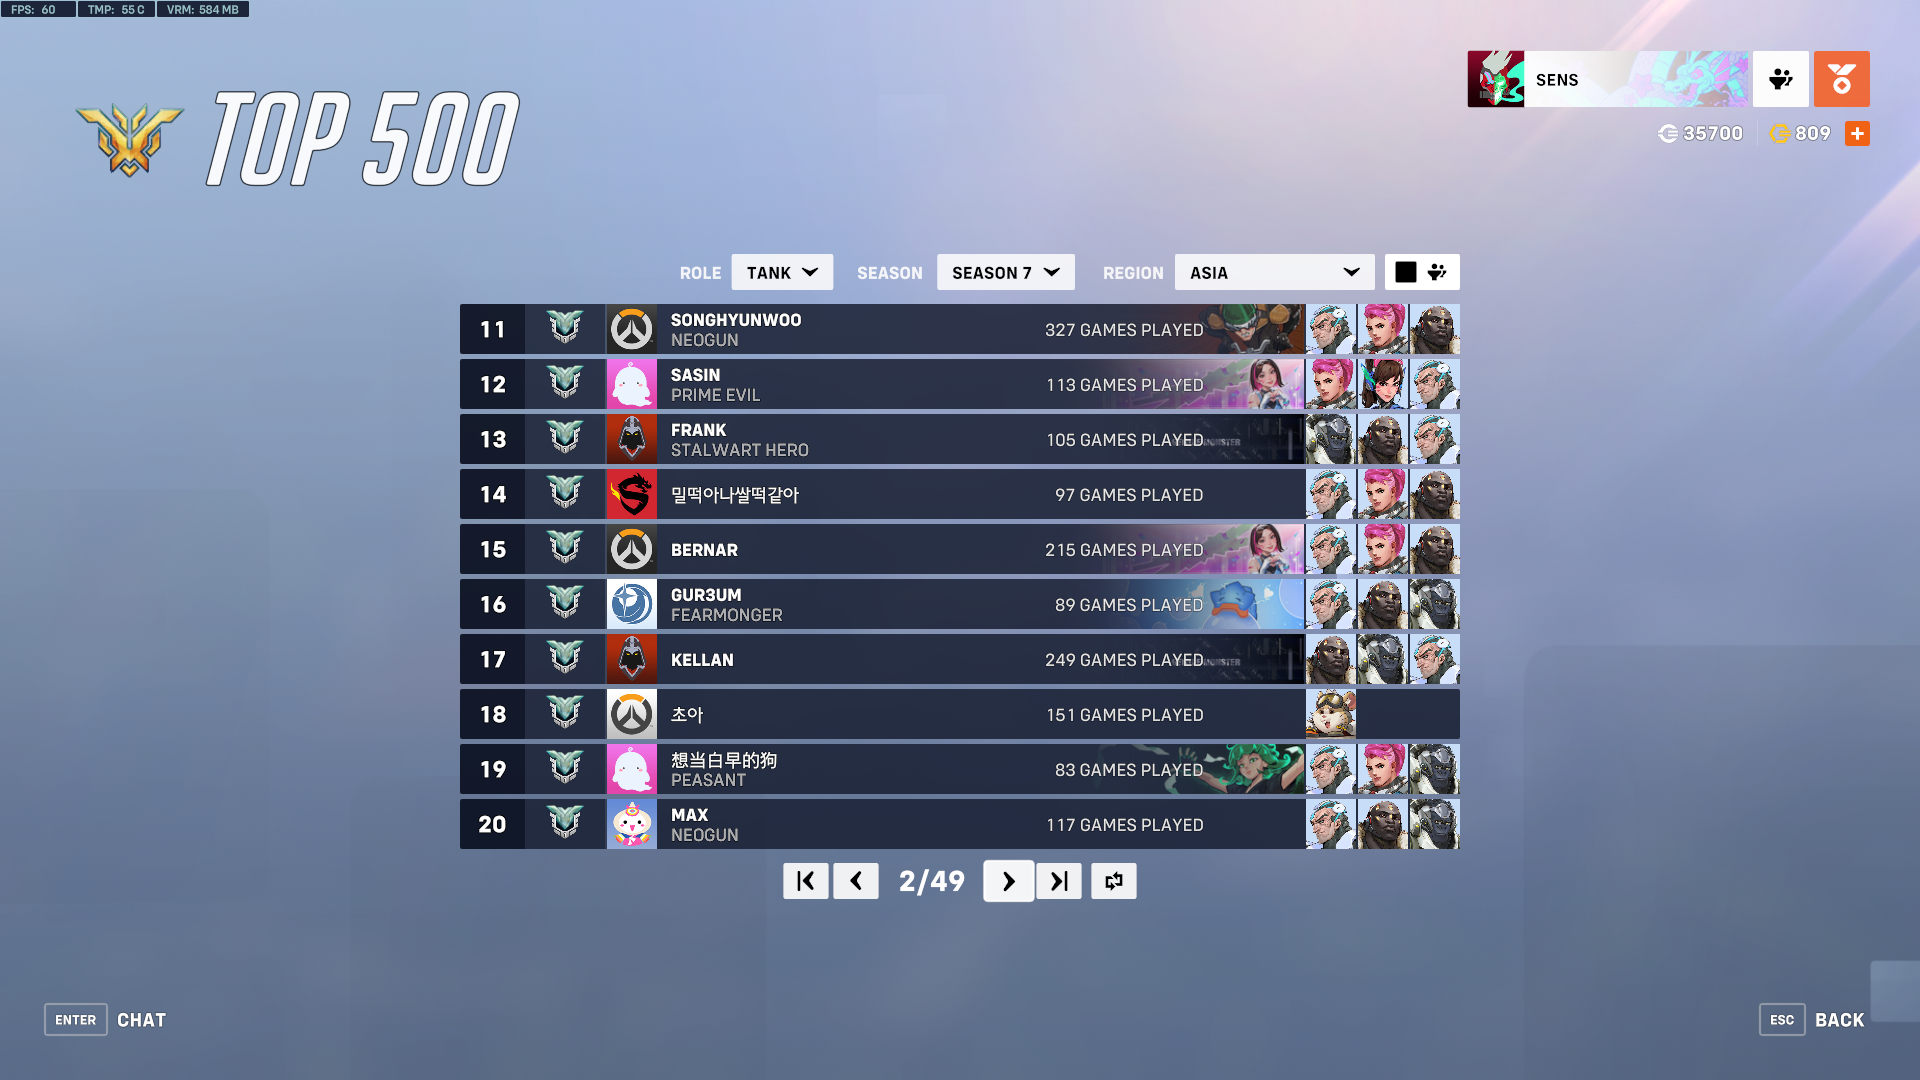 FPS: 60 TMP: 55 C VRM: 584 MB
TOP 500
SENS
35700 809
ROLE TANK SEASON SEASON 7 REGION ASIA
11 SONGHYUNWOO NEOGUN 327 GAMES PLAYED
12 SASIN PRIME EVIL 113 GAMES PLAYED
13 FRANK STALWART HERO 105 GAMES PLAYED
14 밀떡아나쌀떡같아 97 GAMES PLAYED
15 BERNAR 215 GAMES PLAYED
16 GUR3UM FEARMONGER 89 GAMES PLAYED
17 KELLAN 249 GAMES PLAYED
18 초아 151 GAMES PLAYED
19 想当白早的狗 PEASANT 83 GAMES PLAYED
20 MAX NEOGUN 117 GAMES PLAYED
2/49
ENTER CHAT
ESC BACK